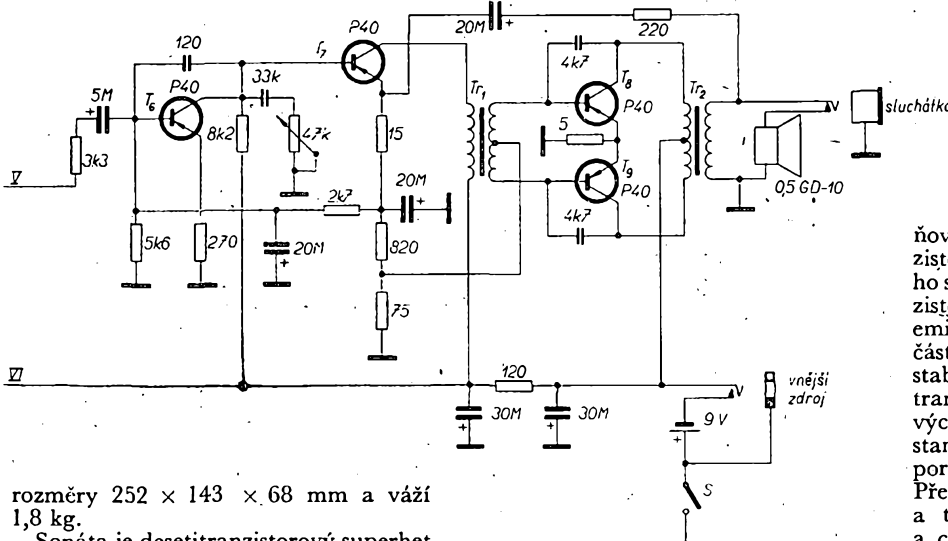 20M
+
220
P40
T7
120
4k7
T8
P40
Tr1
Tr2
V
sluchátko
5M
+
T6
P40
33k
8k2
4,7k
15
5
T9
P40
0,5 GD-10
3k3
V
2k7
20M
+
4k7
5k6
270
20M
+
820
75
VI
120
V
vnější
zdroj
30M
+
30M
+
9V
+
S
rozměry 252 × 143 × 68 mm a váží
1,8 kg.
Sonáta je desetitranzistorový superhet
ňov
zist
ho s
zist
emi
část
stab
tran
výc
stan
por
Pře
a t
a c